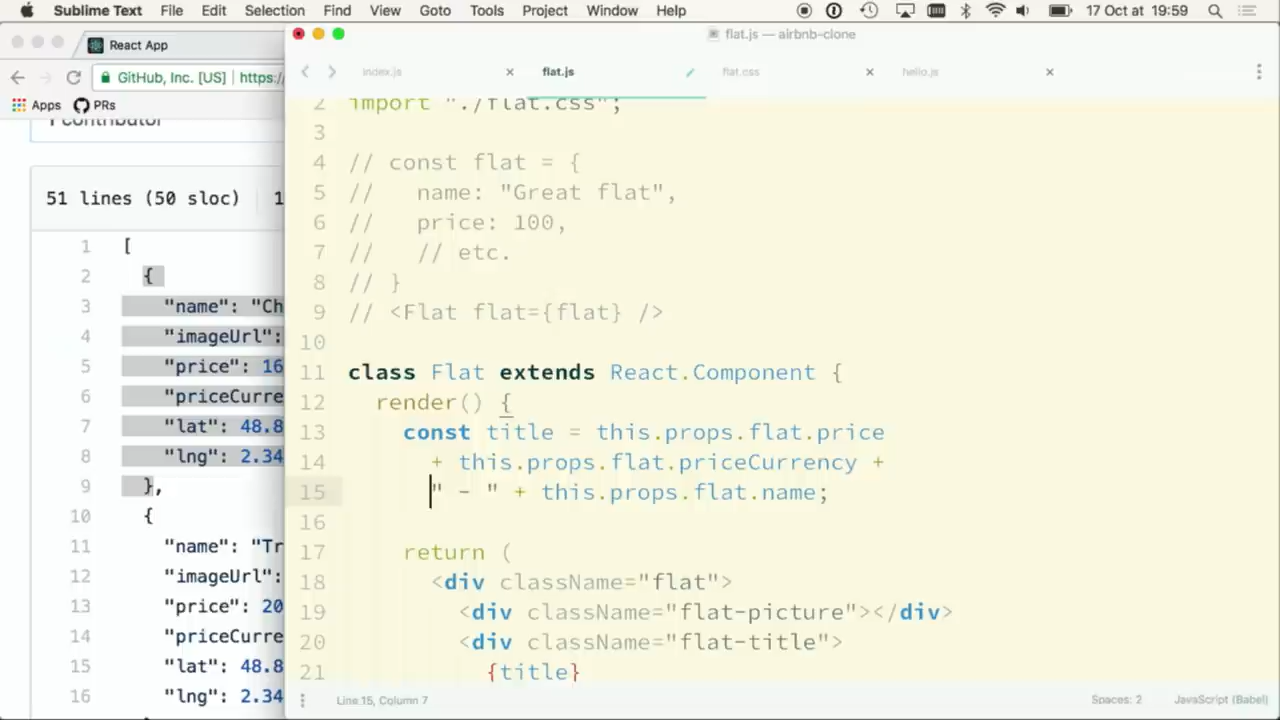 Sublime Text File Edit Selection Find View Goto Tools Project Window Help 17 Oct at 19:59
React App
GitHub, Inc. [US] https:/
Apps PRs
1 contributor
51 lines (50 sloc) 1
1 [
2 {
3 "name": "Ch
4 "imageUrl":
5 "price": 16
6 "priceCurre
7 "lat": 48.8
8 "lng": 2.34
9 },
10 {
11 "name": "Tr
12 "imageUrl":
13 "price": 20
14 "priceCurre
15 "lat": 48.8
16 "lng": 2.34
flat.js — airbnb-clone
index.js flat.js flat.css hello.js
2 import "./flat.css";
3
4 // const flat = {
5 //   name: "Great flat",
6 //   price: 100,
7 //   // etc.
8 // }
9 // <Flat flat={flat} />
10
11 class Flat extends React.Component {
12   render() {
13     const title = this.props.flat.price
14       + this.props.flat.priceCurrency +
15       " - " + this.props.flat.name;
16
17     return (
18       <div className="flat">
19         <div className="flat-picture"></div>
20         <div className="flat-title">
21           {title}
Line 15, Column 7 Spaces: 2 JavaScript (Babel)